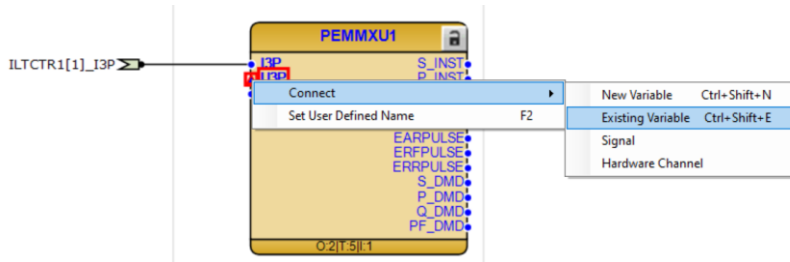 PEMMXU1
ILTCTR1[1]_I3P
I3P
S_INST
U3P
P_INST
Connect
Set User Defined Name F2
New Variable Ctrl+Shift+N
Existing Variable Ctrl+Shift+E
Signal
Hardware Channel
EARPULSE
ERFPULSE
ERRPULSE
S_DMD
P_DMD
Q_DMD
PF_DMD
O:2|T:5|I:1